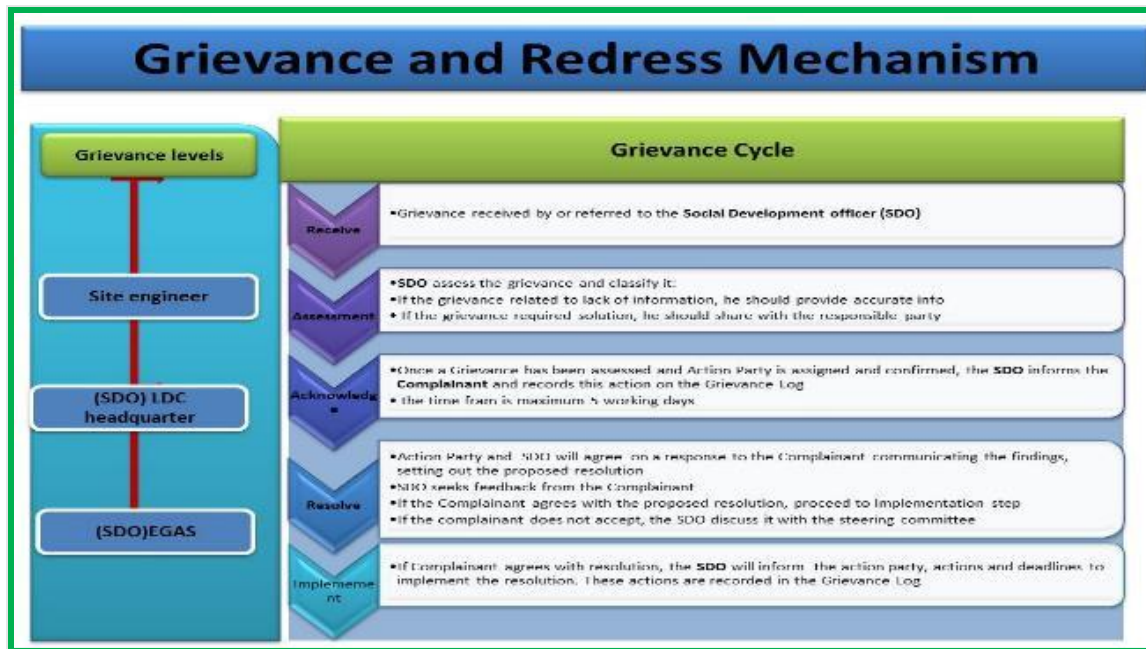 Grievance and Redress Mechanism
Grievance levels
Site engineer
(SDO) LDC
headquarter
(SDO)EGAS
Grievance Cycle
Receive
•Grievance received by or referred to the Social Development officer (SDO)
Assessment
•SDO assess the grievance and classify it:
•If the grievance related to lack of information, he should provide accurate info
• If the grievance required solution, he should share with the responsible party
Acknowledg
e
•Once a Grievance has been assessed and Action Party is assigned and confirmed, the SDO informs the
Complainant and records this action on the Grievance Log
• the time fram is maximum 5 working days
Resolve
•Action Party and SDO will agree on a response to the Complainant communicating the findings,
setting out the proposed resolution
•SDO seeks feedback from the Complainant
•If the Complainant agrees with the proposed resolution, proceed to Implementation step
•If the complainant does not accept, the SDO discuss it with the steering committee
Implememe
nt
•If Complainant agrees with resolution, the SDO will inform the action party, actions and deadlines to
implement the resolution. These actions are recorded in the Grievance Log